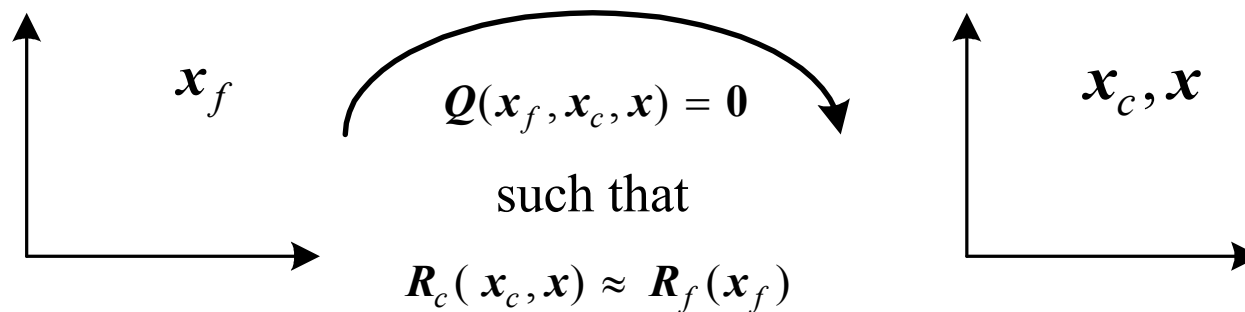 x_f
Q(x_f, x_c, x) = 0
x_c, x
such that
R_c( x_c, x) ≈ R_f(x_f)